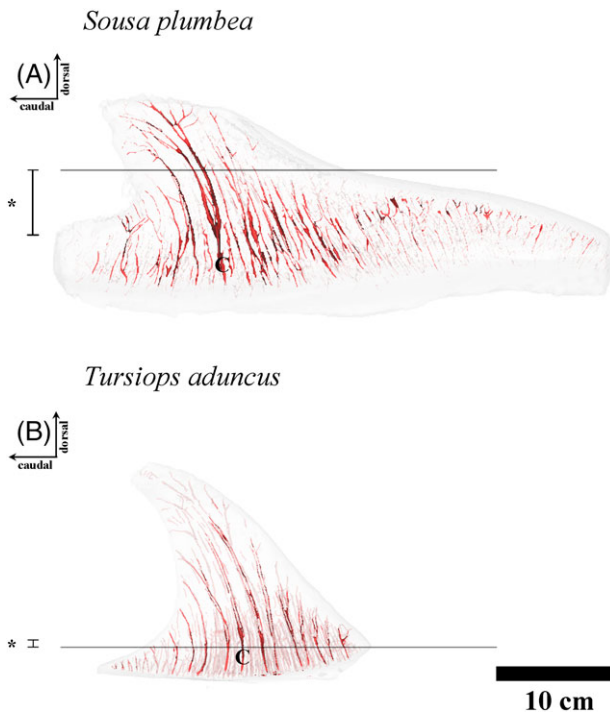 Sousa plumbea
(A)
dorsal
caudal
*
C
Tursiops aduncus
(B)
dorsal
caudal
*
C
10 cm